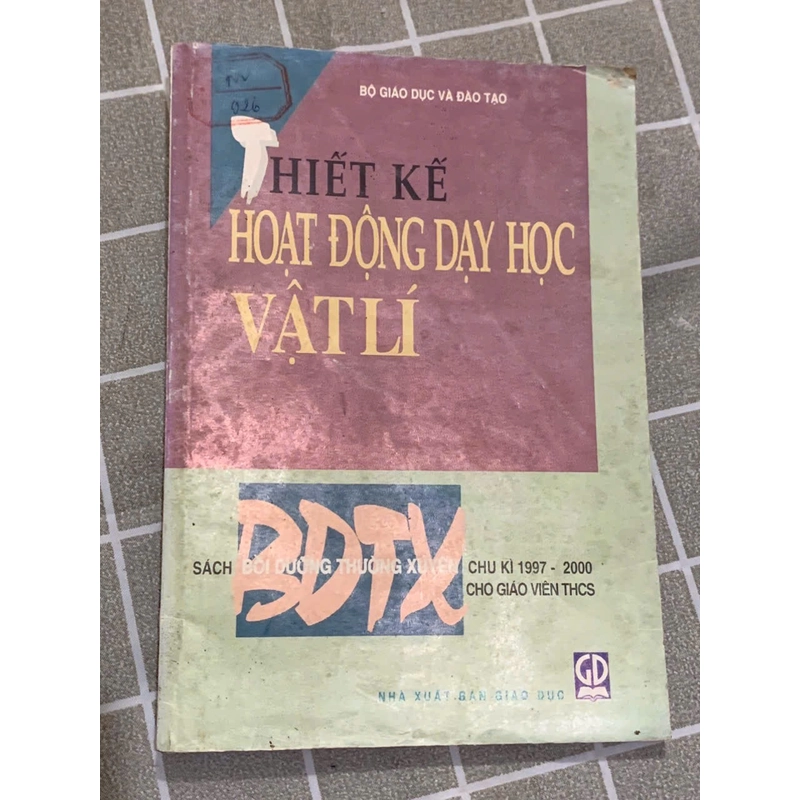 026
BỘ GIÁO DỤC VÀ ĐÀO TẠO
THIẾT KẾ
HOẠT ĐỘNG DẠY HỌC
VẬT LÍ
BDTX
SÁCH BỒI DƯỠNG THƯỜNG XUYÊN CHU KÌ 1997 - 2000
CHO GIÁO VIÊN THCS
GD
NHÀ XUẤT BẢN GIÁO DỤC